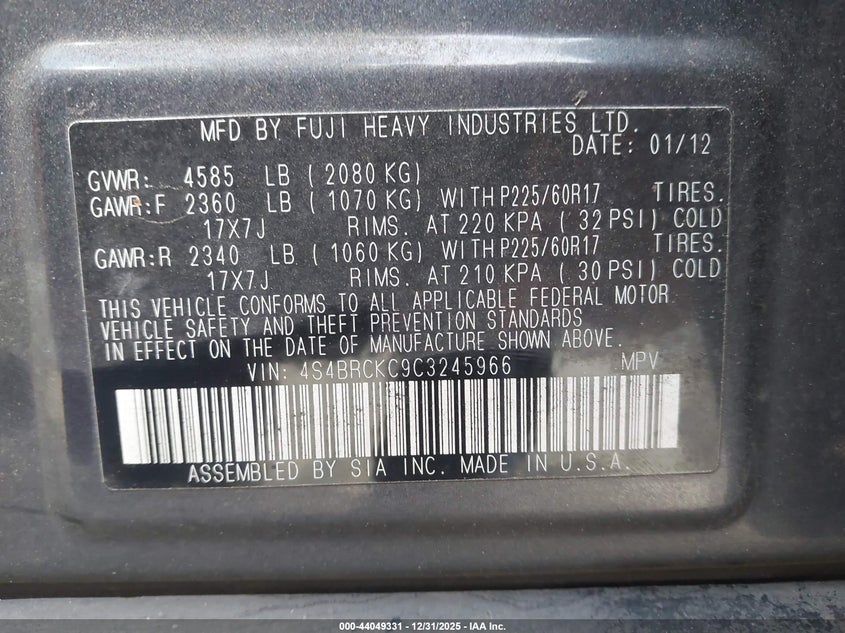 MFD BY FUJI HEAVY INDUSTRIES LTD.
DATE: 01/12
GVWR: 4585 LB ( 2080 KG)
GAWR:F 2360 LB ( 1070 KG) WITH P225/60R17 TIRES.
17X7J RIMS. AT 220 KPA ( 32 PSI) COLD
GAWR:R 2340 LB ( 1060 KG) WITH P225/60R17 TIRES.
17X7J RIMS. AT 210 KPA ( 30 PSI) COLD
THIS VEHICLE CONFORMS TO ALL APPLICABLE FEDERAL MOTOR
VEHICLE SAFETY AND THEFT PREVENTION STANDARDS
IN EFFECT ON THE DATE OF MANUFACTURE SHOWN ABOVE.
VIN: 4S4BRCKC9C3245966 MPV
ASSEMBLED BY SIA INC. MADE IN U.S.A.
000-44049331 - 12/31/2025 - IAA Inc.